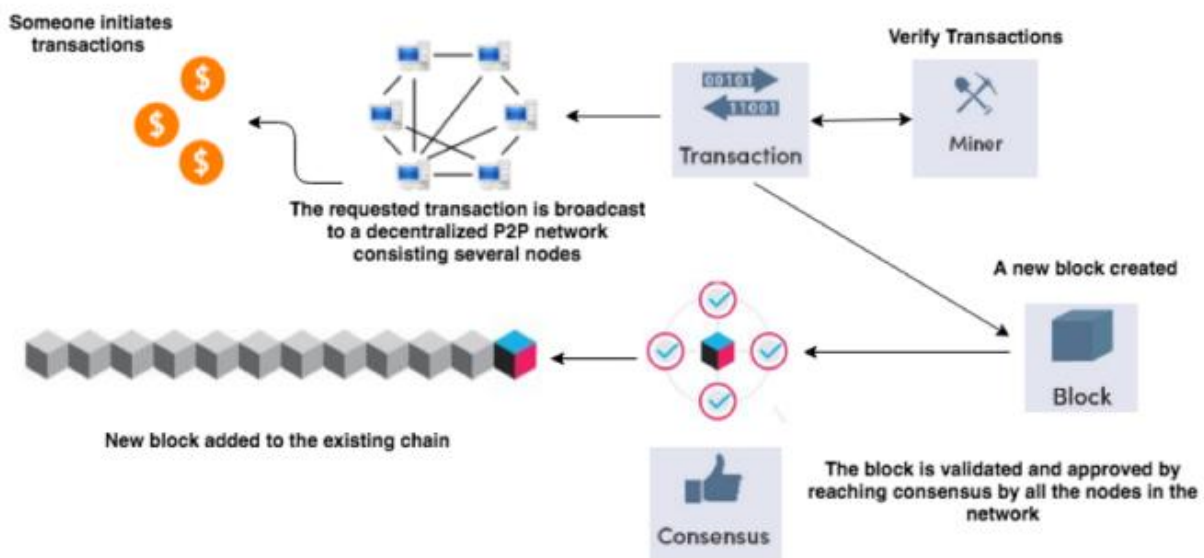 Someone initiates
transactions
$
$
$
The requested transaction is broadcast
to a decentralized P2P network
consisting several nodes
00101
11001
Transaction
Verify Transactions
Miner
A new block created
Block
The block is validated and approved by
reaching consensus by all the nodes in the
network
Consensus
New block added to the existing chain